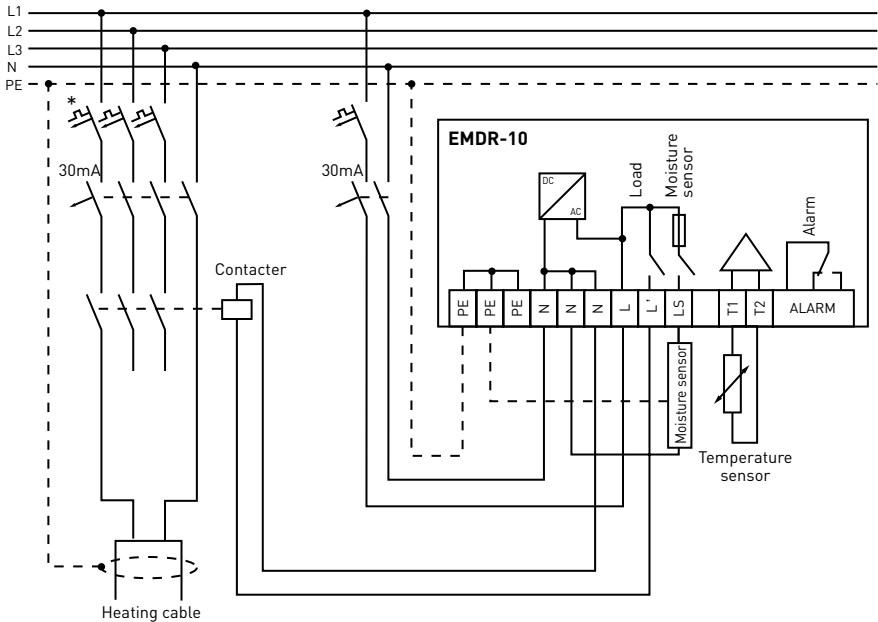 L1
L2
L3
N
PE
*
30mA
30mA
Contacter
EMDR-10
DC
AC
Load
Moisture
sensor
Alarm
PE
PE
PE
N
N
N
L
L'
LS
T1
T2
ALARM
Moisture sensor
Temperature
sensor
Heating cable